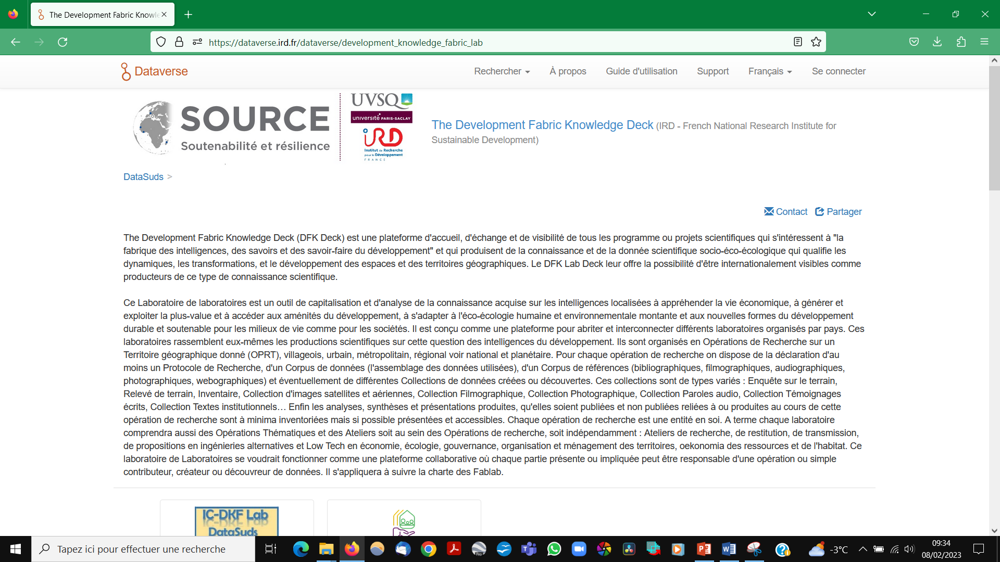 The Development Fabric Knowle
https://dataverse.ird.fr/dataverse/development_knowledge_fabric_lab
Dataverse
Rechercher
À propos
Guide d'utilisation
Support
Français
Se connecter
SOURCE
Soutenabilité et résilience
UVSQ
université PARIS-SACLAY
IRD
Institut de Recherche
pour le Développement
FRANCE
The Development Fabric Knowledge Deck (IRD - French National Research Institute for
Sustainable Development)
DataSuds >
Contact
Partager
The Development Fabric Knowledge Deck (DFK Deck) est une plateforme d'accueil, d'échange et de visibilité de tous les programme ou projets scientifiques qui s'intéressent à "la
fabrique des intelligences, des savoirs et des savoir-faire du développement" et qui produisent de la connaissance et de la donnée scientifique socio-éco-écologique qui qualifie les
dynamiques, les transformations, et le développement des espaces et des territoires géographiques. Le DFK Lab Deck leur offre la possibilité d'être internationalement visibles comme
producteurs de ce type de connaissance scientifique.
Ce Laboratoire de laboratoires est un outil de capitalisation et d'analyse de la connaissance acquise sur les intelligences localisées à appréhender la vie économique, à générer et
exploiter la plus-value et à accéder aux aménités du développement, à s'adapter à l'éco-écologie humaine et environnementale montante et aux nouvelles formes du développement
durable et soutenable pour les milieux de vie comme pour les sociétés. Il est conçu comme une plateforme pour abriter et interconnecter différents laboratoires organisés par pays. Ces
laboratoires rassemblent eux-mêmes les productions scientifiques sur cette question des intelligences du développement. Ils sont organisés en Opérations de Recherche sur un
Territoire géographique donné (OPRT), villageois, urbain, métropolitain, régional voir national et planétaire. Pour chaque opération de recherche on dispose de la déclaration d'au
moins un Protocole de Recherche, d'un Corpus de données (l'assemblage des données utilisées), d'un Corpus de références (bibliographiques, filmographiques, audiographiques,
photographiques, webographiques) et éventuellement de différentes Collections de données créées ou découvertes. Ces collections sont de types variés : Enquête sur le terrain,
Relevé de terrain, Inventaire, Collection d'images satellites et aériennes, Collection Filmographique, Collection Photographique, Collection Paroles audio, Collection Témoignages
écrits, Collection Textes institutionnels… Enfin les analyses, synthèses et présentations produites, qu'elles soient publiées et non publiées reliées à ou produites au cours de cette
opération de recherche sont à minima inventoriées mais si possible présentées et accessibles. Chaque opération de recherche est une entité en soi. A terme chaque laboratoire
comprendra aussi des Opérations Thématiques et des Ateliers soit au sein des Opérations de recherche, soit indépendamment : Ateliers de recherche, de restitution, de transmission,
de propositions en ingénieries alternatives et Low Tech en économie, écologie, gouvernance, organisation et ménagement des territoires, oekonomia des ressources et de l'habitat. Ce
laboratoire de Laboratoires se voudrait fonctionner comme une plateforme collaborative où chaque partie présente ou impliquée peut être responsable d'une opération ou simple
contributeur, créateur ou découvreur de données. Il s'appliquera à suivre la charte des Fablab.
IC-DKF Lab
DataSuds
Tapez ici pour effectuer une recherche
-3°C
09:34
08/02/2023